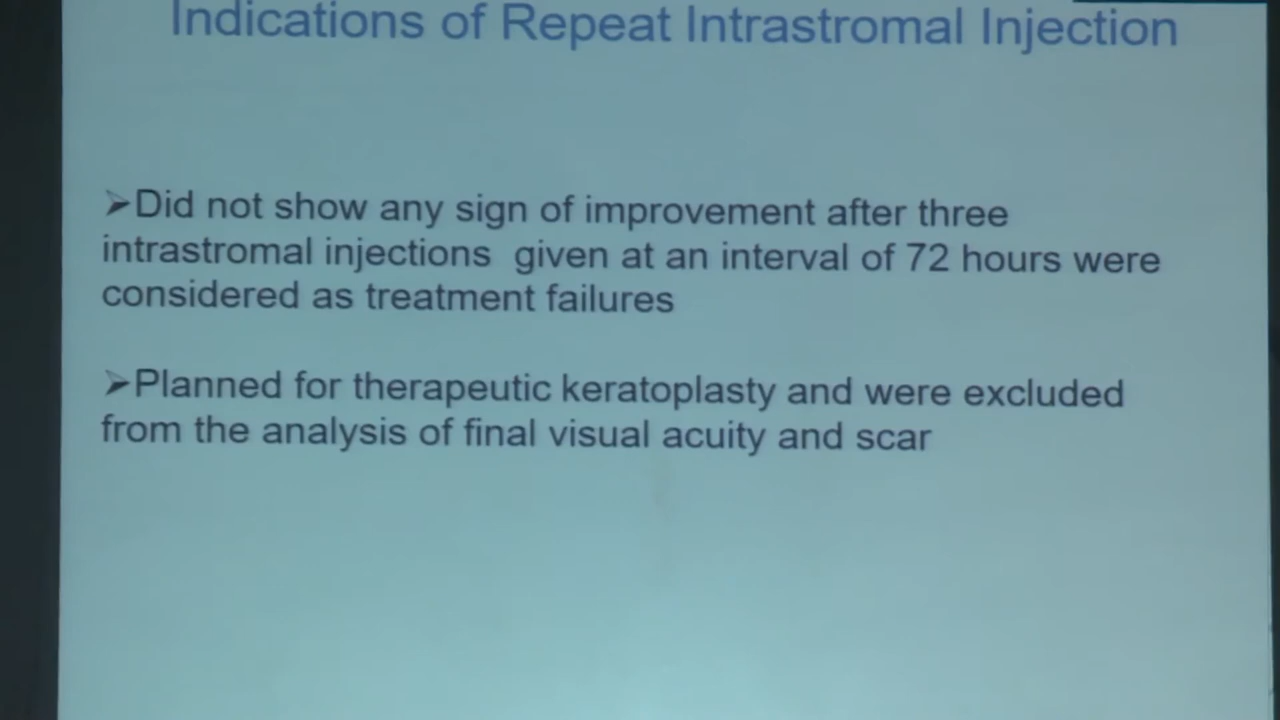 Indications of Repeat Intrastromal Injection
➢Did not show any sign of improvement after three
intrastromal injections given at an interval of 72 hours were
considered as treatment failures
➢Planned for therapeutic keratoplasty and were excluded
from the analysis of final visual acuity and scar